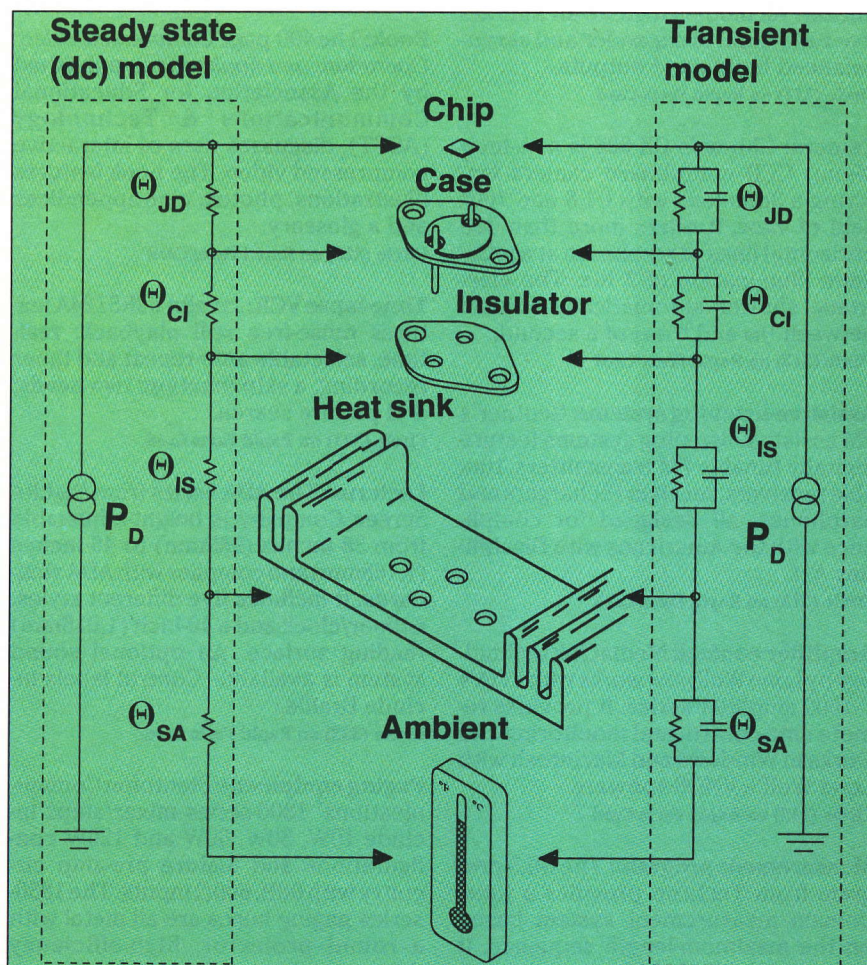 Steady state
(dc) model
Transient
model
Chip
Case
Insulator
Heat sink
Ambient
Θ JD
Θ CI
Θ IS
Θ SA
P D
Θ JD
Θ CI
Θ IS
Θ SA
P D
°F °C